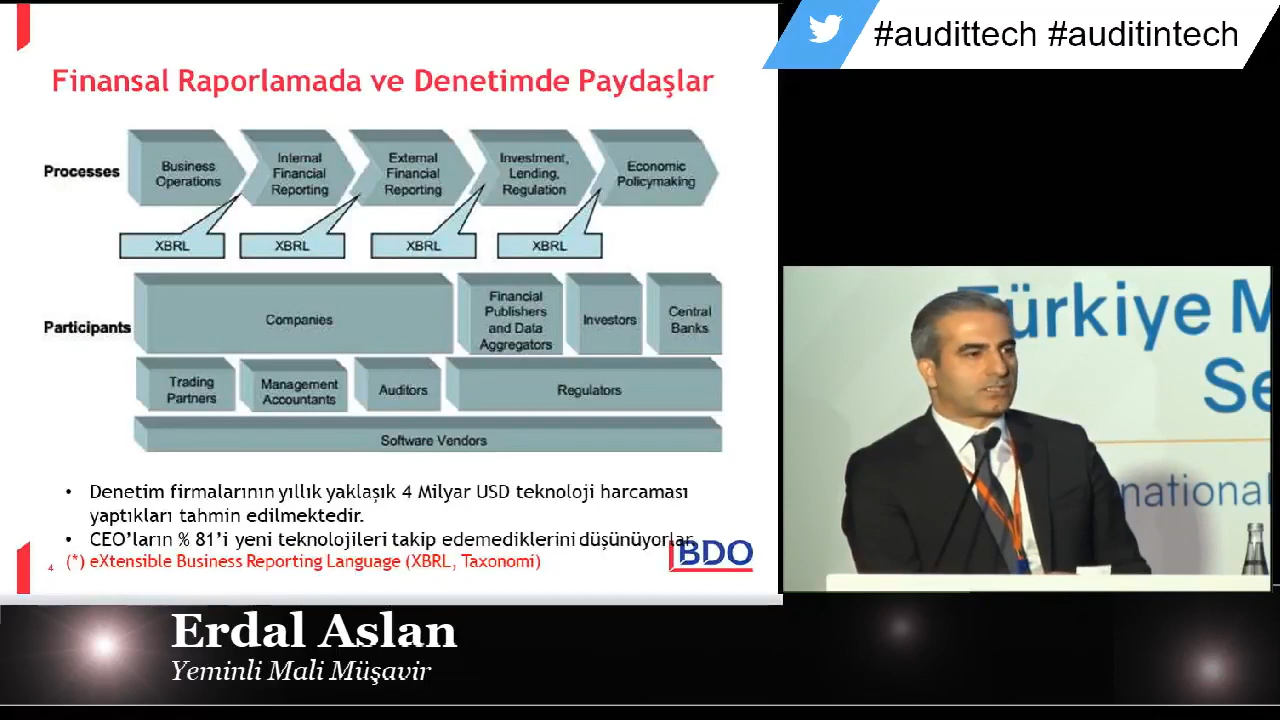 #audittech #auditintech
Finansal Raporlamada ve Denetimde Paydaşlar
Processes
Business
Operations
Internal
Financial
Reporting
External
Financial
Reporting
Investment,
Lending,
Regulation
Economic
Policymaking
XBRL
XBRL
XBRL
XBRL
Participants
Companies
Financial
Publishers
and Data
Aggregators
Investors
Central
Banks
Trading
Partners
Management
Accountants
Auditors
Regulators
Software Vendors
• Denetim firmalarının yıllık yaklaşık 4 Milyar USD teknoloji harcaması
yaptıkları tahmin edilmektedir.
• CEO'ların % 81'i yeni teknolojileri takip edemediklerini düşünüyorlar
4
(*) eXtensible Business Reporting Language (XBRL, Taxonomi)
BDO
Türkiye M
Se
national
Erdal Aslan
Yeminli Mali Müşavir